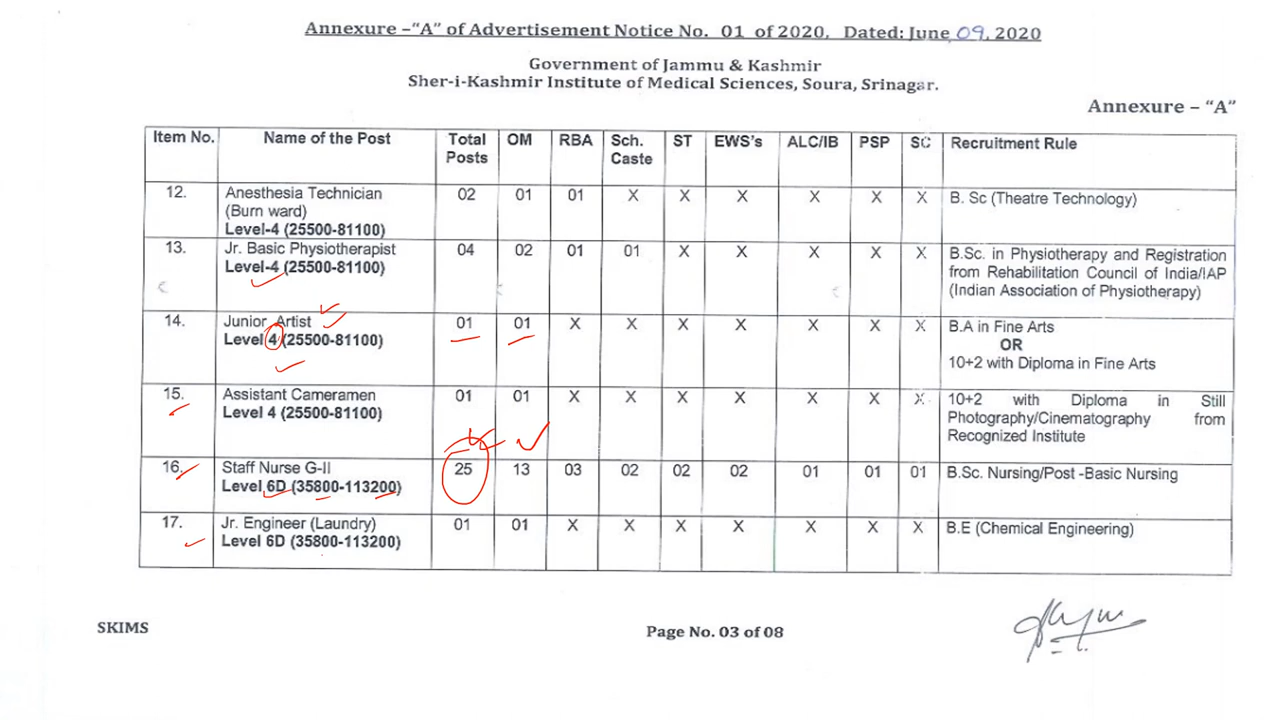 Annexure –“A” of Advertisement Notice No. 01 of 2020, Dated: June 09, 2020
Government of Jammu & Kashmir
Sher-i-Kashmir Institute of Medical Sciences, Soura, Srinagar.
Annexure – “A”
Item No. Name of the Post Total Posts OM RBA Sch. Caste ST EWS's ALC/IB PSP SC Recruitment Rule
12. Anesthesia Technician 02 01 01 X X X X X X B. Sc (Theatre Technology)
(Burn ward)
Level-4 (25500-81100)
13. Jr. Basic Physiotherapist 04 02 01 01 X X X X X B.Sc. in Physiotherapy and Registration
Level-4 (25500-81100) from Rehabilitation Council of India/IAP
(Indian Association of Physiotherapy)
14. Junior Artist 01 01 X X X X X X X B.A in Fine Arts
Level 4 (25500-81100) OR
10+2 with Diploma in Fine Arts
15. Assistant Cameramen 01 01 X X X X X X X 10+2 with Diploma in Still
Level 4 (25500-81100) Photography/Cinematography from
Recognized Institute
16. Staff Nurse G-II 25 13 03 02 02 02 01 01 01 B.Sc. Nursing/Post -Basic Nursing
Level 6D (35800-113200)
17. Jr. Engineer (Laundry) 01 01 X X X X X X X B.E (Chemical Engineering)
Level 6D (35800-113200)
SKIMS Page No. 03 of 08